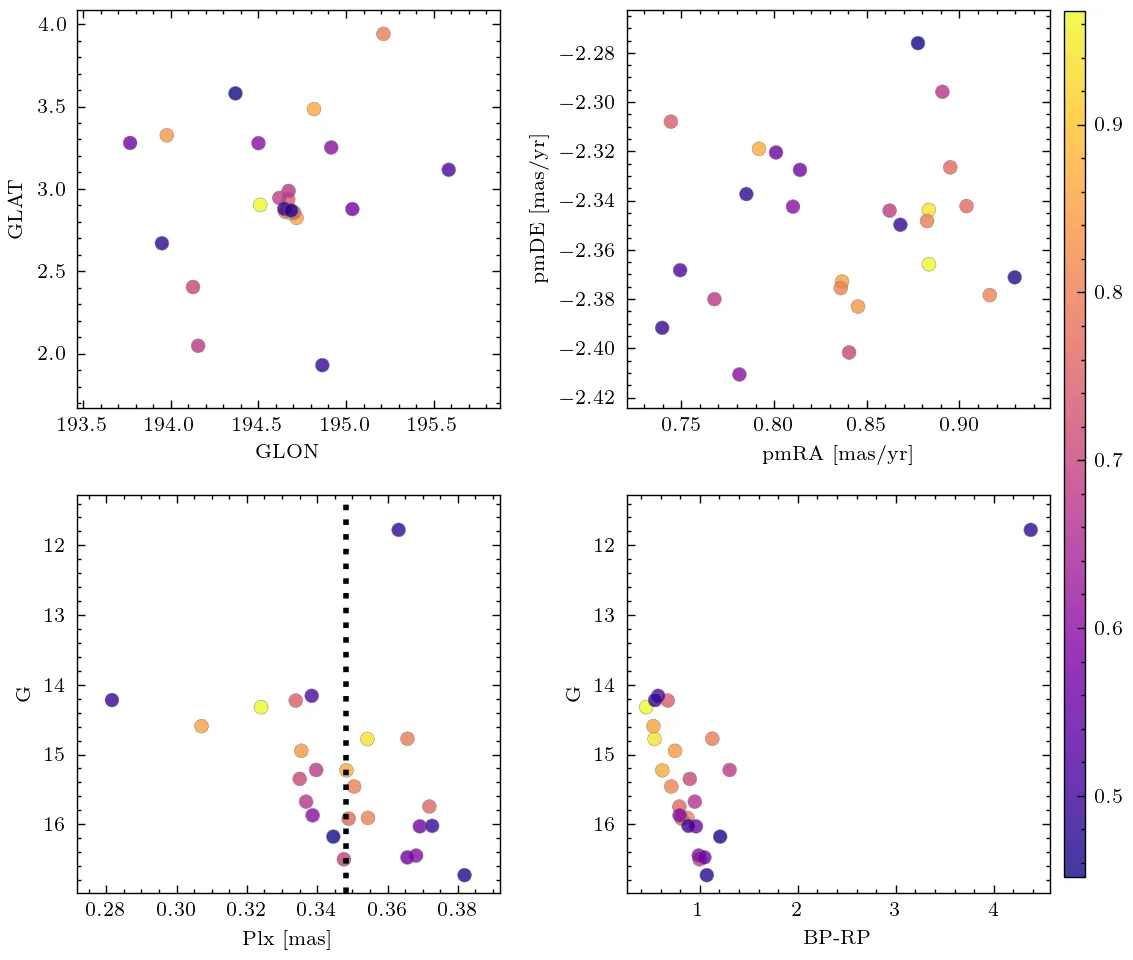 4.0
3.5
3.0
2.5
2.0
GLAT
193.5 194.0 194.5 195.0 195.5
GLON
−2.28
−2.30
−2.32
−2.34
−2.36
−2.38
−2.40
−2.42
pmDE [mas/yr]
0.75 0.80 0.85 0.90
pmRA [mas/yr]
0.9
0.8
0.7
0.6
0.5
12
13
14
15
16
G
0.28 0.30 0.32 0.34 0.36 0.38
Plx [mas]
12
13
14
15
16
G
1 2 3 4
BP-RP